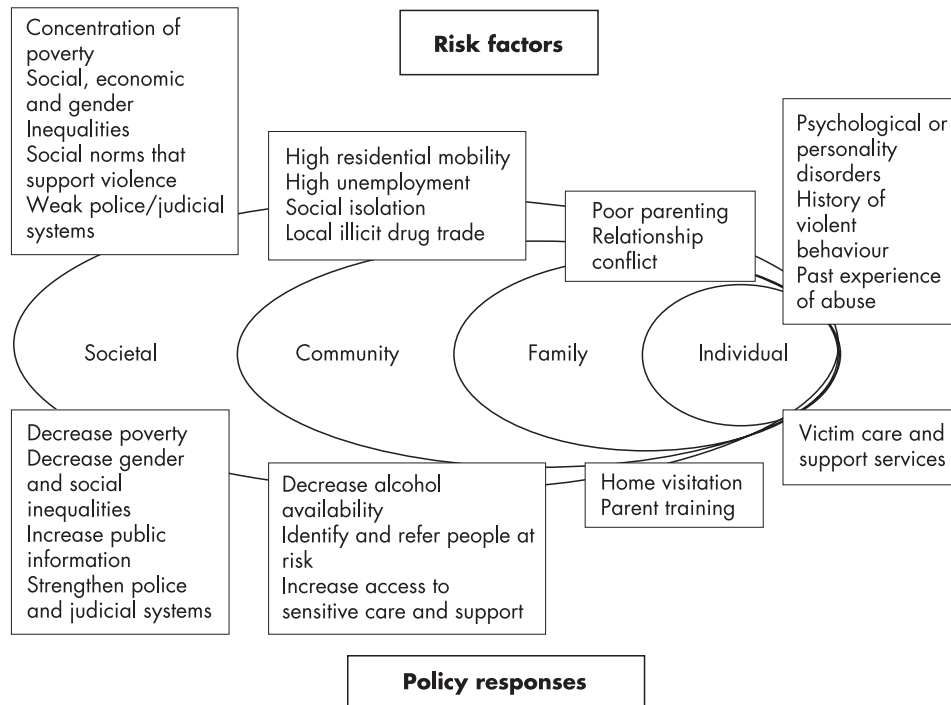 Risk factors
Concentration of
poverty
Social, economic
and gender
Inequalities
Social norms that
support violence
Weak police/judicial
systems
High residential mobility
High unemployment
Social isolation
Local illicit drug trade
Poor parenting
Relationship
conflict
Psychological or
personality
disorders
History of
violent
behaviour
Past experience
of abuse
Societal
Community
Family
Individual
Decrease poverty
Decrease gender
and social
inequalities
Increase public
information
Strengthen police
and judicial systems
Decrease alcohol
availability
Identify and refer people at
risk
Increase access to
sensitive care and support
Home visitation
Parent training
Victim care and
support services
Policy responses